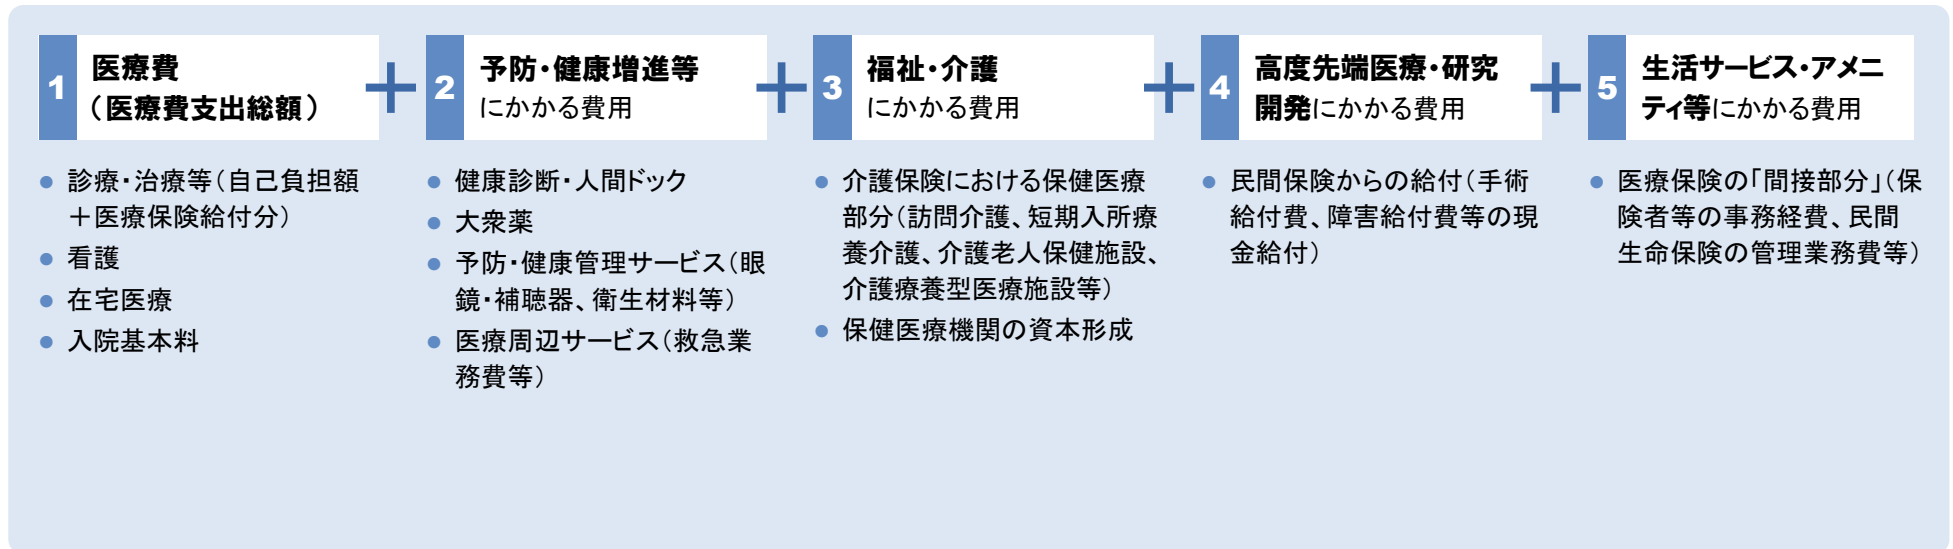 1
医療費
（医療費支出総額）
● 診療・治療等（自己負担額
＋医療保険給付分）
● 看護
● 在宅医療
● 入院基本料
＋
2
予防・健康増進等
にかかる費用
● 健康診断・人間ドック
● 大衆薬
● 予防・健康管理サービス（眼
鏡・補聴器、衛生材料等）
● 医療周辺サービス（救急業
務費等）
＋
3
福祉・介護
にかかる費用
● 介護保険における保健医療
部分（訪問介護、短期入所療
養介護、介護老人保健施設、
介護療養型医療施設等）
● 保健医療機関の資本形成
＋
4
高度先端医療・研究
開発にかかる費用
● 民間保険からの給付（手術
給付費、障害給付費等の現
金給付）
＋
5
生活サービス・アメニ
ティ等にかかる費用
● 医療保険の「間接部分」（保
険者等の事務経費、民間
生命保険の管理業務費等）